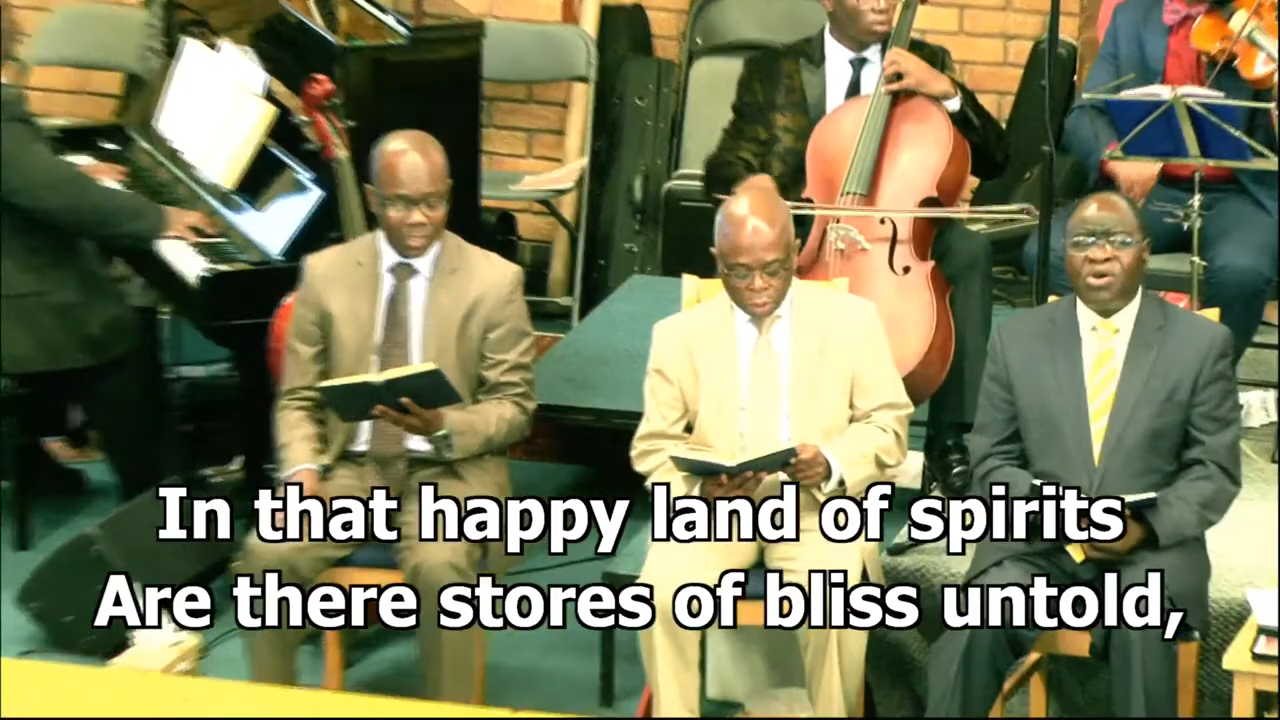 In that happy land of spirits
Are there stores of bliss untold,